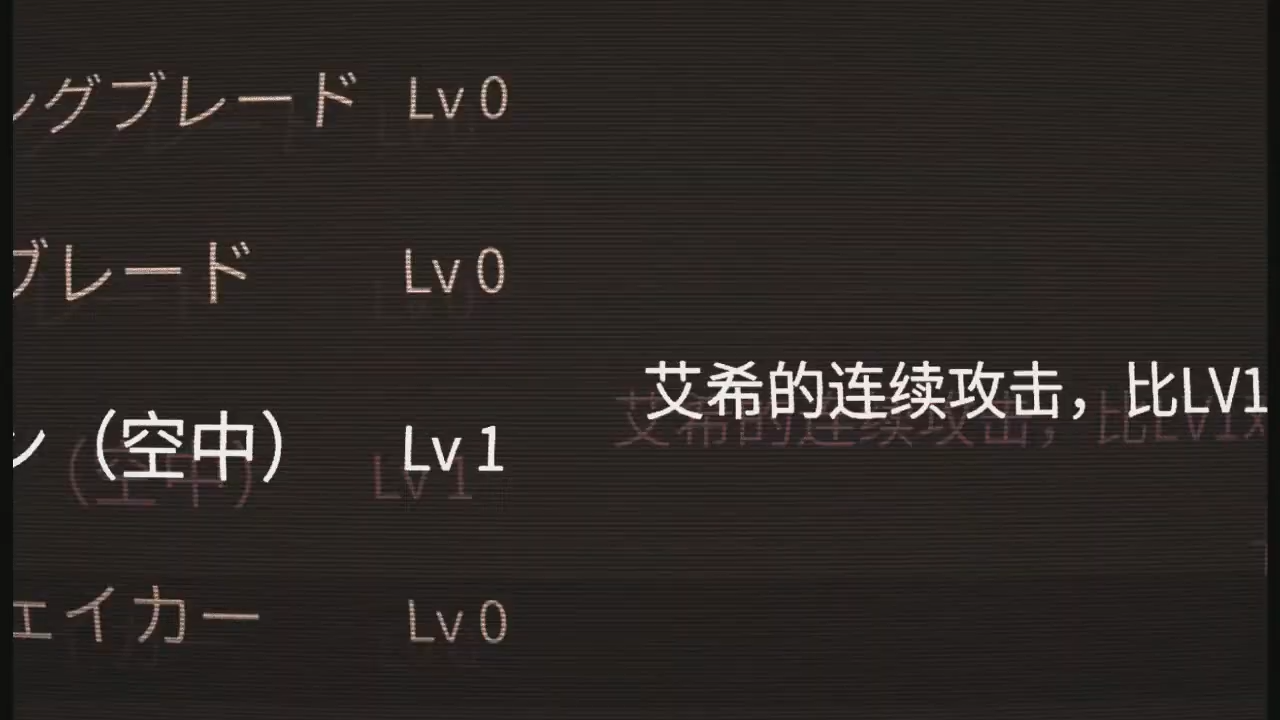 ングブレード Lv 0
ブレード Lv 0
艾希的连续攻击，比LV1
ン（空中） Lv 1
ェイカー Lv 0